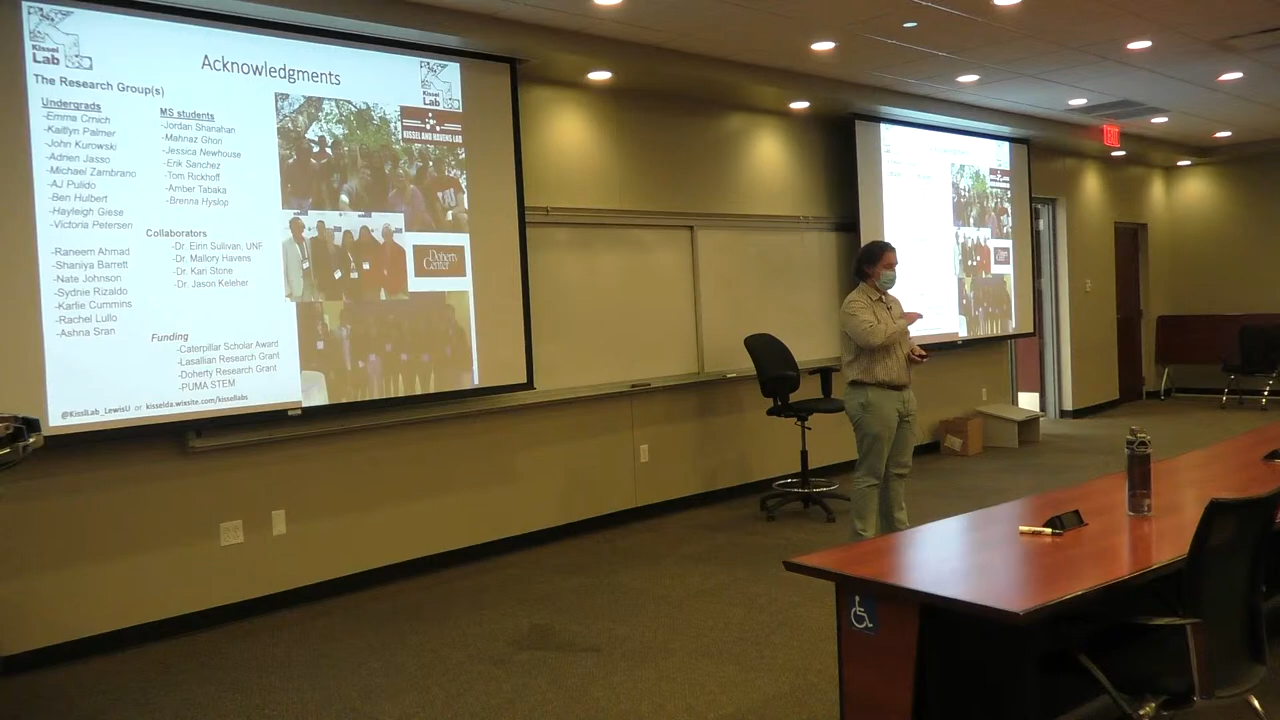 Kissel
Lab
Acknowledgments
Kissel
Lab
The Research Group(s)
Undergrads
-Emma Crnich
-Kaitlyn Palmer
-John Kurowski
-Adrien Jasso
-Michael Zambrano
-AJ Pulido
-Ben Hulbert
-Hayleigh Giese
-Victoria Petersen
-Raneem Ahmad
-Shaniya Barrett
-Nate Johnson
-Sydnie Rizaldo
-Karlie Cummins
-Rachel Lullo
-Ashna Sran
MS students
-Jordan Shanahan
-Mahnaz Ghon
-Jessica Newhouse
-Erik Sanchez
-Tom Rickhoff
-Amber Tabaka
-Brenna Hyslop
Collaborators
-Dr. Eirin Sullivan, UNF
-Dr. Mallory Havens
-Dr. Kari Stone
-Dr. Jason Keleher
Funding
-Caterpillar Scholar Award
-Lasallian Research Grant
-Doherty Research Grant
-PUMA STEM
KISSEL AND HAVENS LAB
Doherty
Center
@KisslLab_LewisU or kisselda.wixsite.com/kissellabs
EXIT